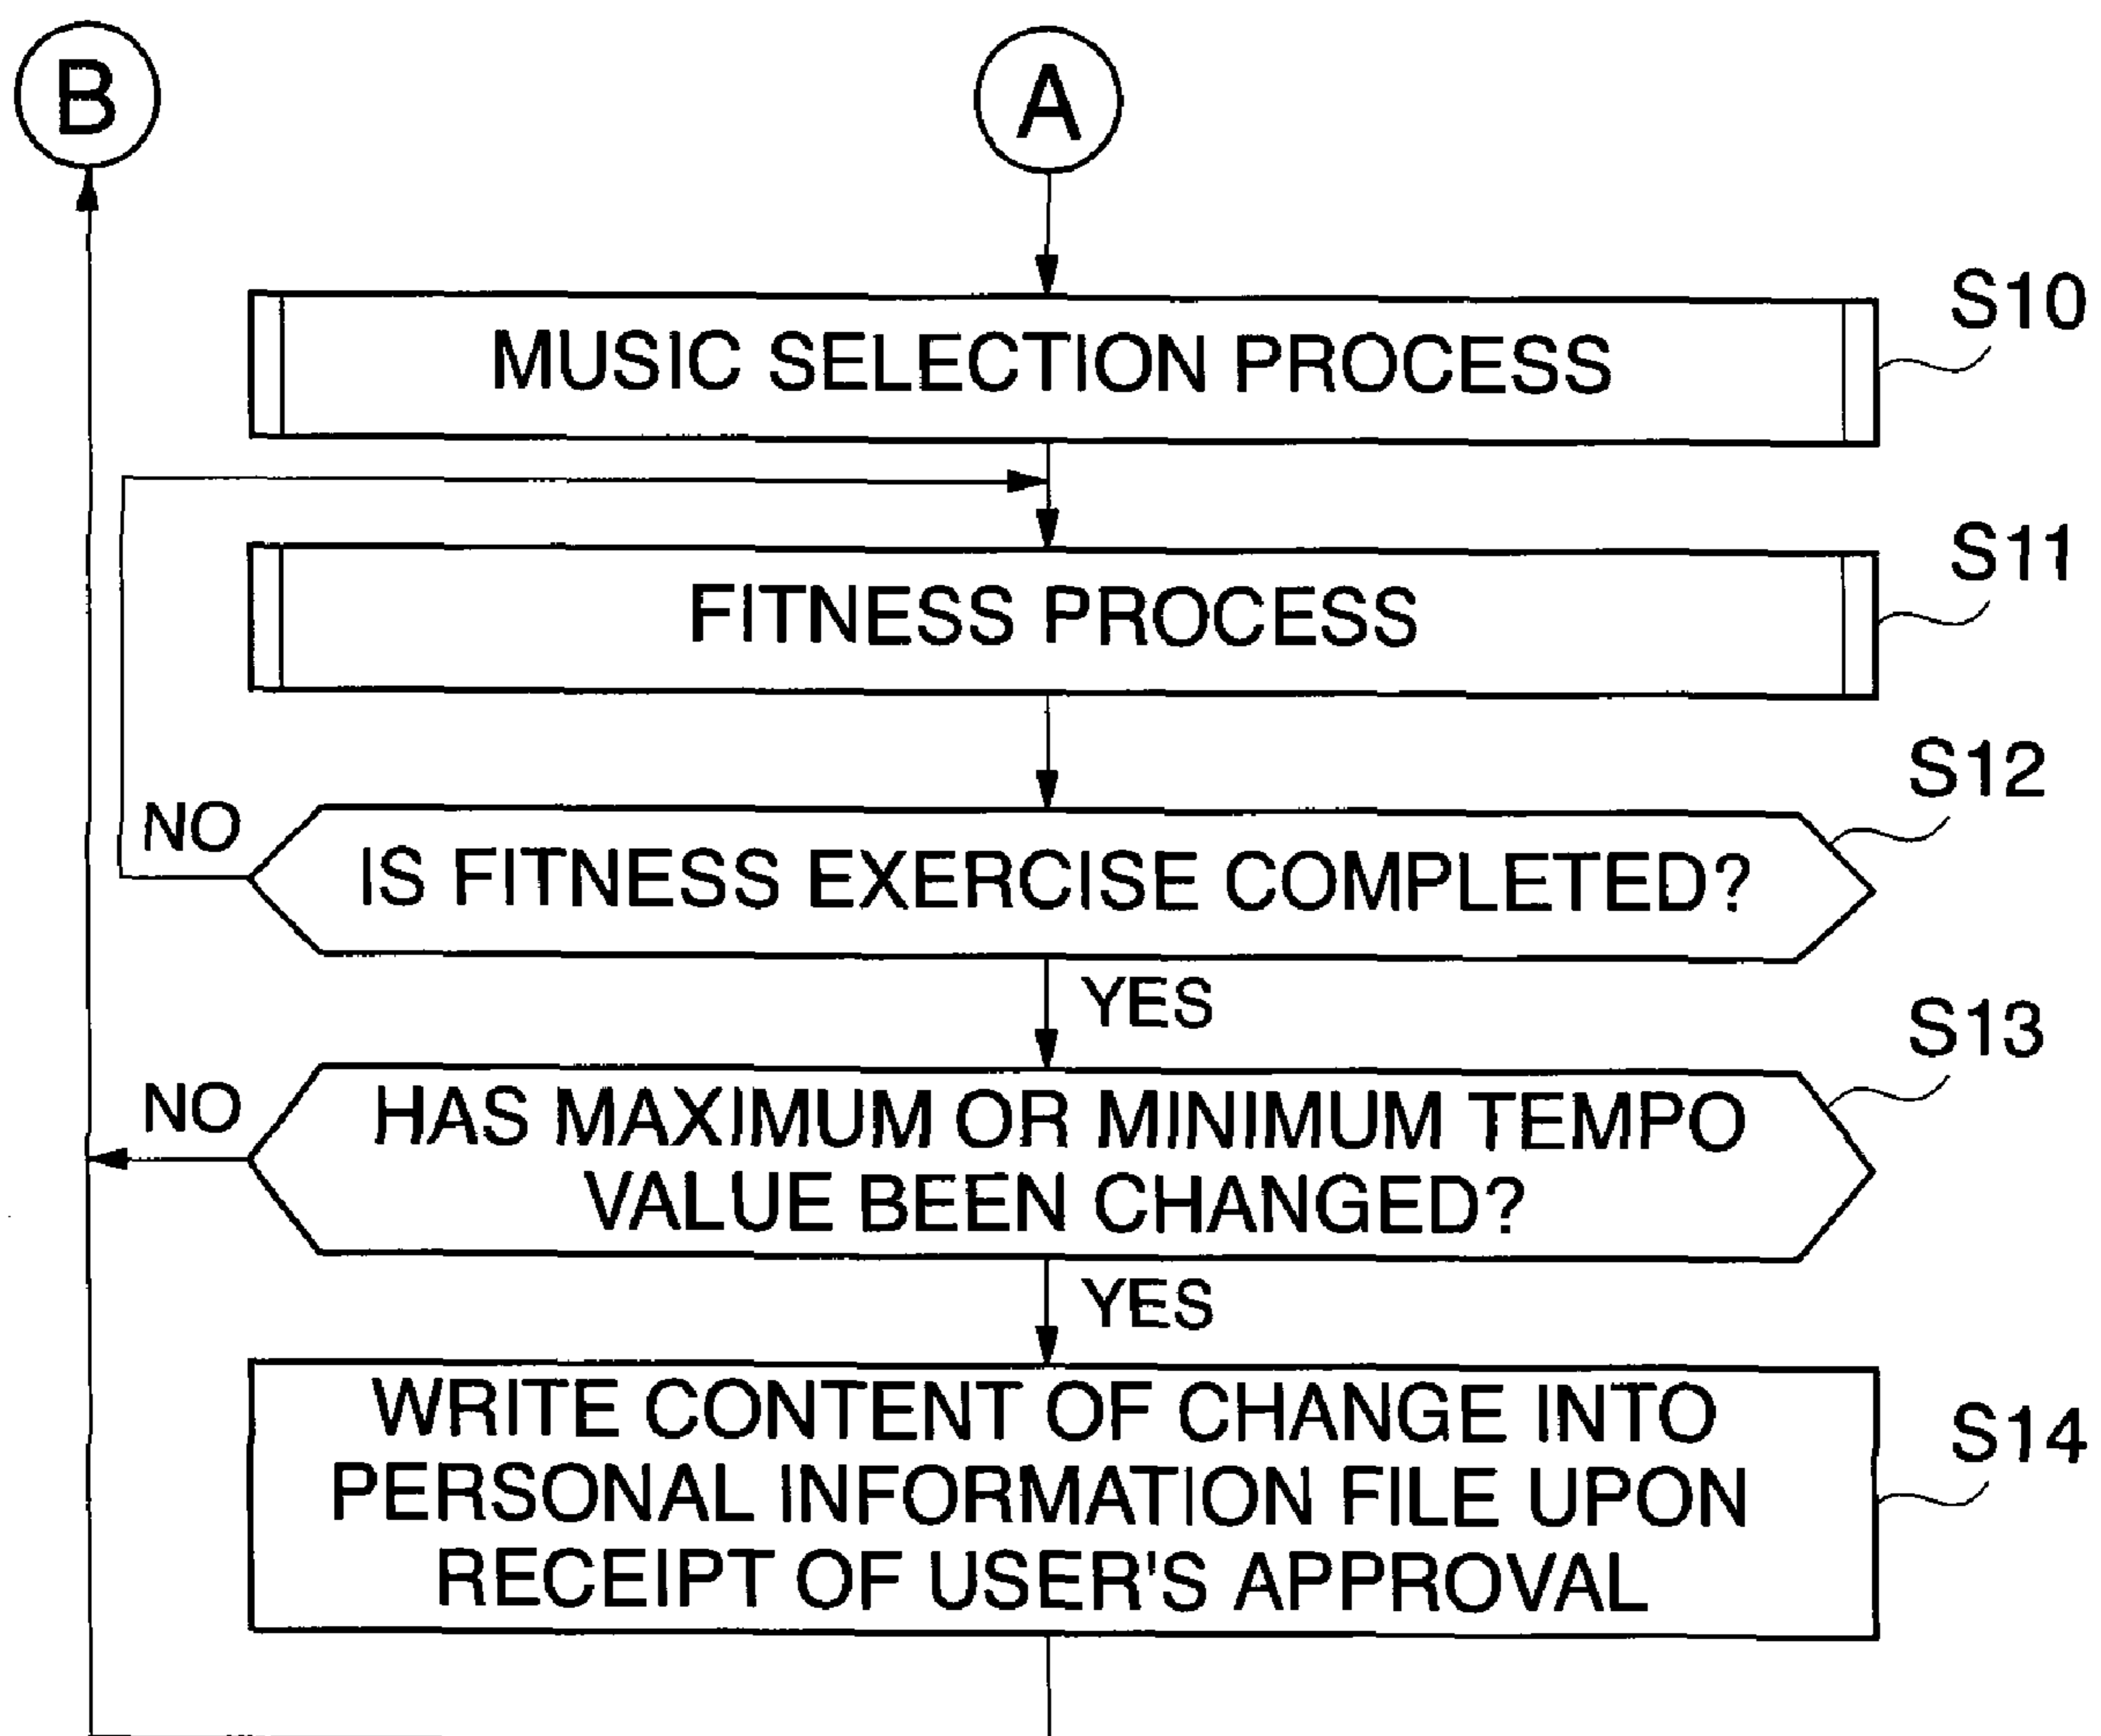 B
A
MUSIC SELECTION PROCESS
S10
FITNESS PROCESS
S11
S12
NO
IS FITNESS EXERCISE COMPLETED?
YES
S13
NO
HAS MAXIMUM OR MINIMUM TEMPO
VALUE BEEN CHANGED?
YES
WRITE CONTENT OF CHANGE INTO
PERSONAL INFORMATION FILE UPON
RECEIPT OF USER'S APPROVAL
S14